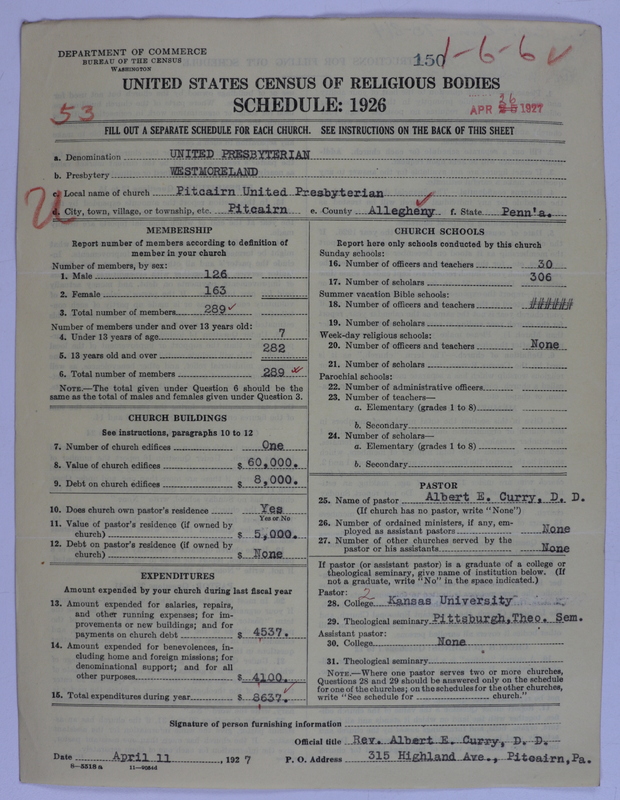 DEPARTMENT OF COMMERCE
BUREAU OF THE CENSUS
WASHINGTON
150 1-6-6
UNITED STATES CENSUS OF RELIGIOUS BODIES
SCHEDULE: 1926
53
APR 26 1927
FILL OUT A SEPARATE SCHEDULE FOR EACH CHURCH. SEE INSTRUCTIONS ON THE BACK OF THIS SHEET
a. Denomination UNITED PRESBYTERIAN
b. Presbytery WESTMORELAND
c. Local name of church Pitcairn United Presbyterian
d. City, town, village, or township, etc. Pitcairn e. County Allegheny f. State Penn'a.
MEMBERSHIP
Report number of members according to definition of
member in your church
Number of members, by sex:
1. Male 126
2. Female 163
3. Total number of members 289
Number of members under and over 13 years old:
4. Under 13 years of age 7
5. 13 years old and over 282
6. Total number of members 289
NOTE.—The total given under Question 6 should be the
same as the total of males and females given under Question 3.
CHURCH BUILDINGS
See instructions, paragraphs 10 to 12
7. Number of church edifices One
8. Value of church edifices $ 60,000.
9. Debt on church edifices $ 8,000.
10. Does church own pastor's residence Yes
Yes or No
11. Value of pastor's residence (if owned by
church) $ 5,000.
12. Debt on pastor's residence (if owned by
church) $ None
EXPENDITURES
Amount expended by your church during last fiscal year
13. Amount expended for salaries, repairs,
and other running expenses; for im-
provements or new buildings; and for
payments on church debt $ 4537.
14. Amount expended for benevolences, in-
cluding home and foreign missions; for
denominational support; and for all
other purposes $ 4100.
15. Total expenditures during year $ 8637.
CHURCH SCHOOLS
Report here only schools conducted by this church
Sunday schools:
16. Number of officers and teachers 30
17. Number of scholars 306
Summer vacation Bible schools:
18. Number of officers and teachers ######
19. Number of scholars
Week-day religious schools:
20. Number of officers and teachers None
21. Number of scholars
Parochial schools:
22. Number of administrative officers
23. Number of teachers—
a. Elementary (grades 1 to 8)
b. Secondary
24. Number of scholars—
a. Elementary (grades 1 to 8)
b. Secondary
PASTOR
25. Name of pastor Albert E. Curry, D. D.
(If church has no pastor, write "None")
26. Number of ordained ministers, if any, em-
ployed as assistant pastors None
27. Number of other churches served by the
pastor or his assistants None
If pastor (or assistant pastor) is a graduate of a college or
theological seminary, give name of institution below. (If
not a graduate, write "No" in the space indicated.)
Pastor:
28. College 2 Kansas University
29. Theological seminary Pittsburgh, Theo. Sem.
Assistant pastor:
30. College None
31. Theological seminary
NOTE.—Where one pastor serves two or more churches,
Questions 28 and 29 should be answered only on the schedule
for one of the churches; on the schedules for the other churches,
write "See schedule for church."
Signature of person furnishing information
Official title Rev. Albert E. Curry, D. D.
Date April 11, 1927 P. O. Address 315 Highland Ave., Pitcairn, Pa.
8—5518 a